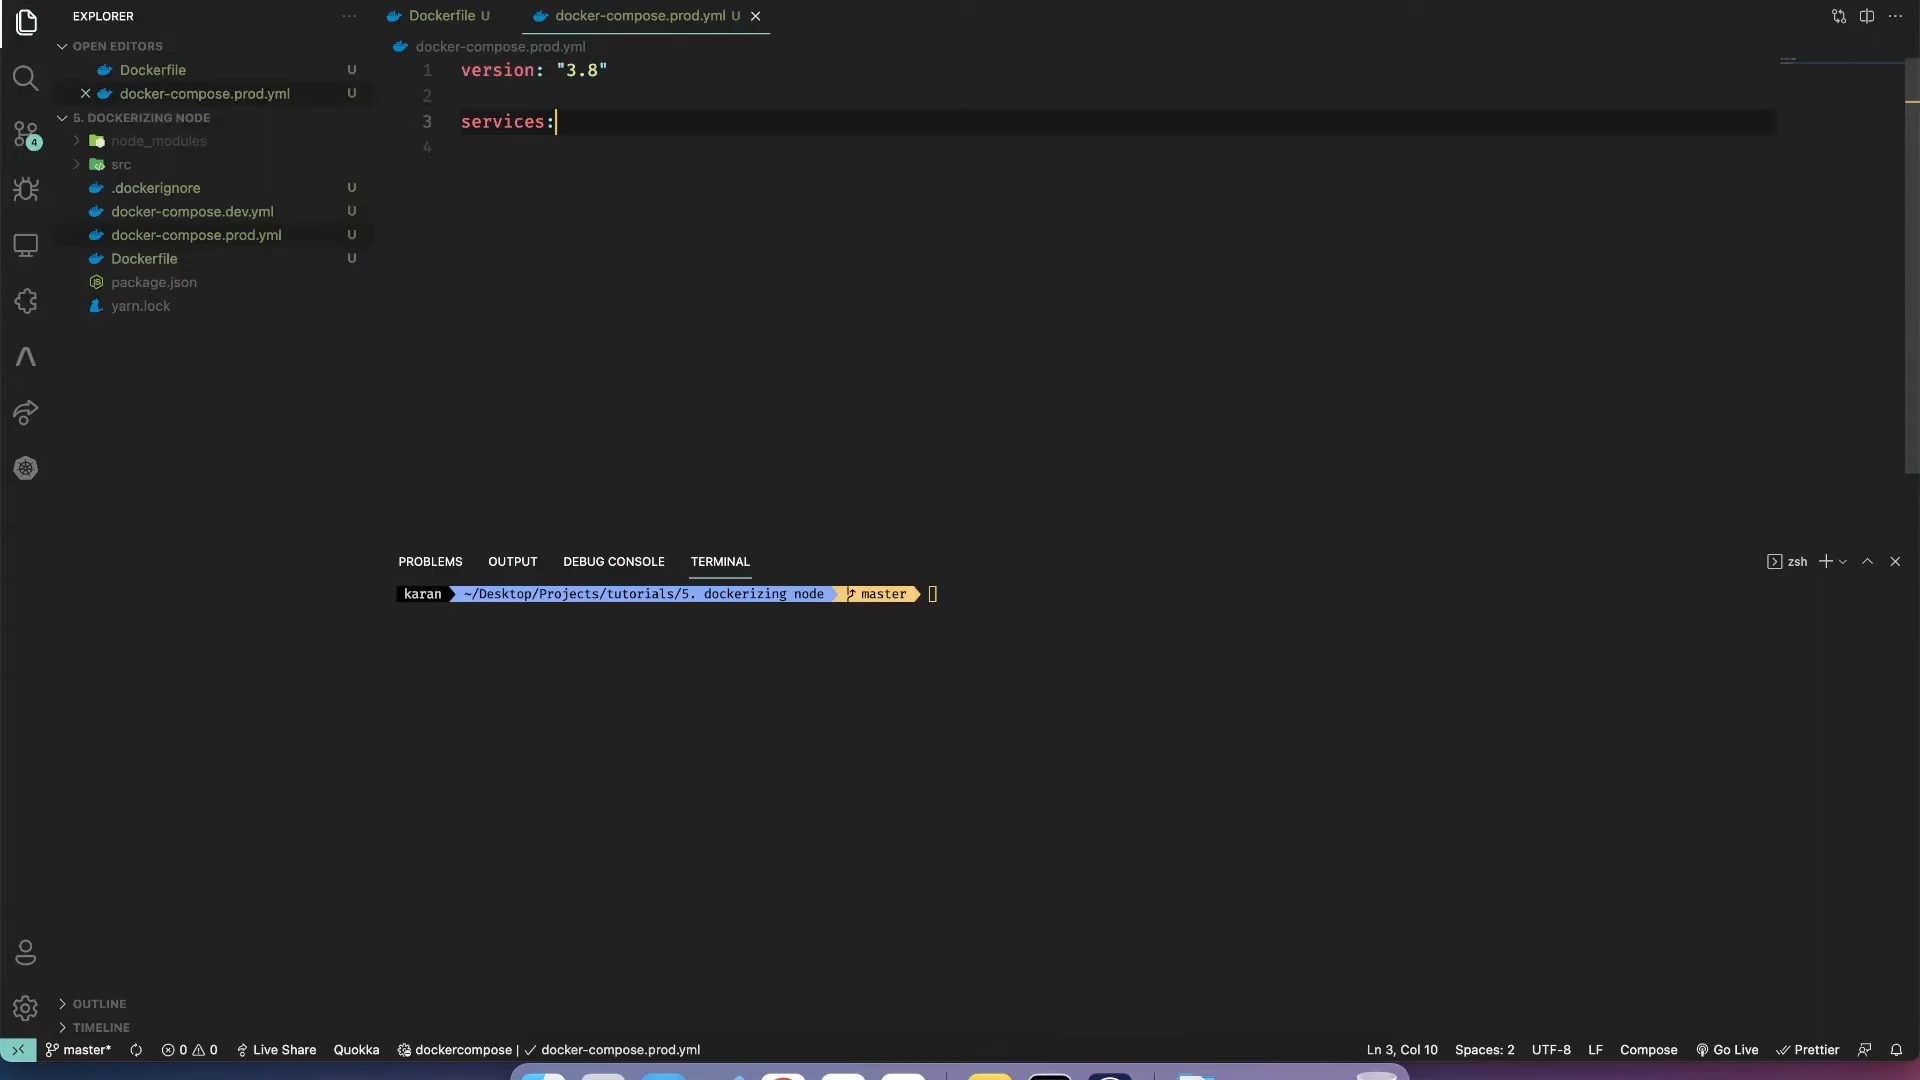 EXPLORER
OPEN EDITORS
Dockerfile U
docker-compose.prod.yml U
5. DOCKERIZING NODE
node_modules
src
.dockerignore U
docker-compose.dev.yml U
docker-compose.prod.yml U
Dockerfile U
package.json
yarn.lock
4
OUTLINE
TIMELINE
Dockerfile U
docker-compose.prod.yml U
docker-compose.prod.yml
1 version: "3.8"
2
3 services:
4
PROBLEMS OUTPUT DEBUG CONSOLE TERMINAL
zsh
karan ~/Desktop/Projects/tutorials/5. dockerizing node master
master* 0 0 Live Share Quokka dockercompose | docker-compose.prod.yml
Ln 3, Col 10 Spaces: 2 UTF-8 LF Compose Go Live Prettier